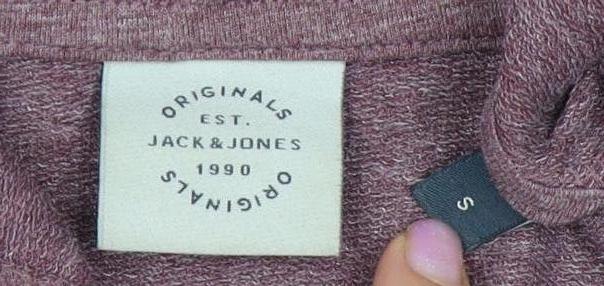 ORIGINALS
EST.
JACK & JONES
1990
ORIGINALS
S